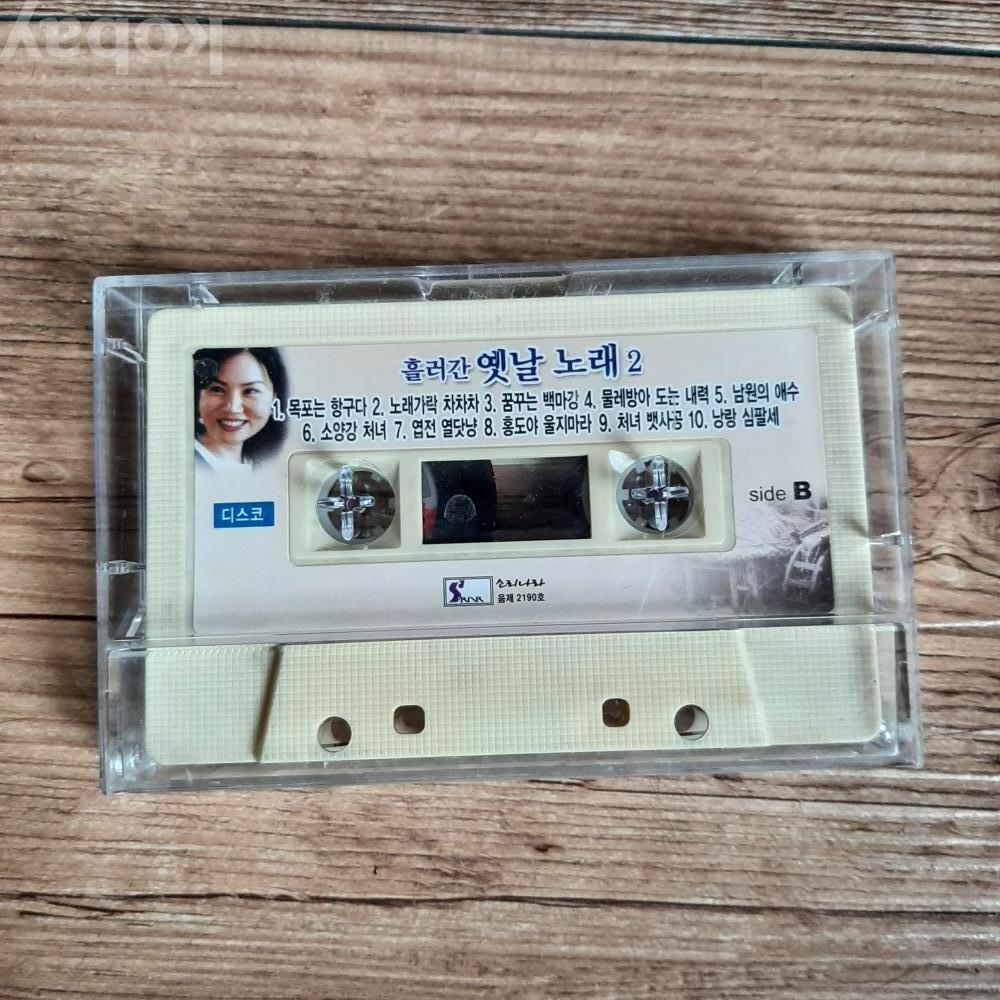 kobay
흘러간 옛날 노래 2
1. 목포는 항구다 2. 노래가락 차차차 3. 꿈꾸는 백마강 4. 물레방아 도는 내력 5. 남원의 애수
6. 소양강 처녀 7. 엽전 열닷냥 8. 홍도야 울지마라 9. 처녀 뱃사공 10. 낭랑 십팔세
디스코
side B
소리나라
음제 2190호